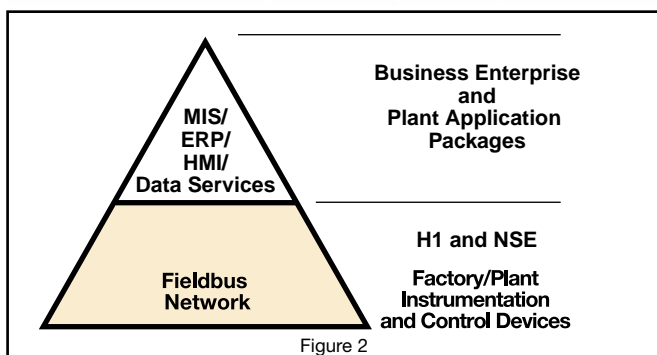 MIS/
ERP/
HMI/
Data Services
Business Enterprise
and
Plant Application
Packages
Fieldbus
Network
H1 and NSE
Factory/Plant
Instrumentation
and Control Devices
Figure 2